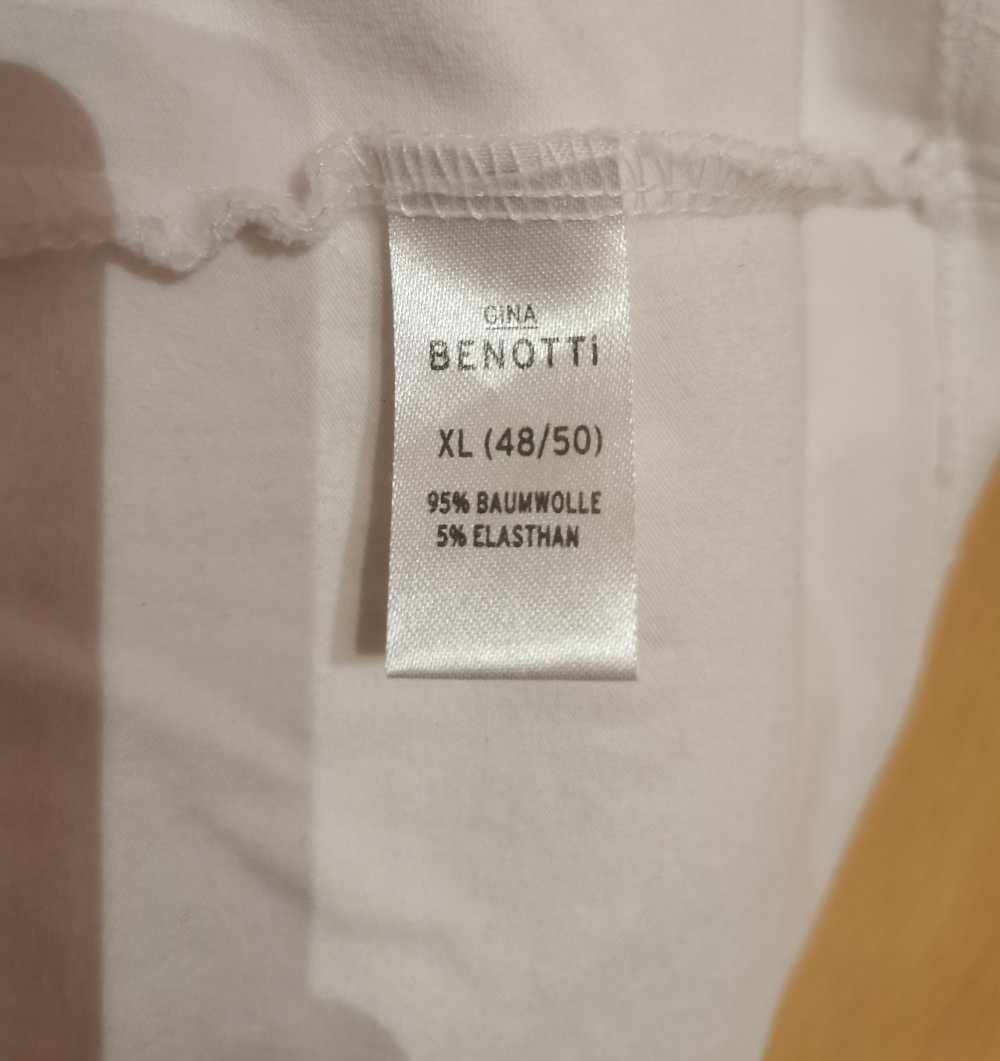 GINA
BENOTTi
XL (48/50)
95% BAUMWOLLE
5% ELASTHAN